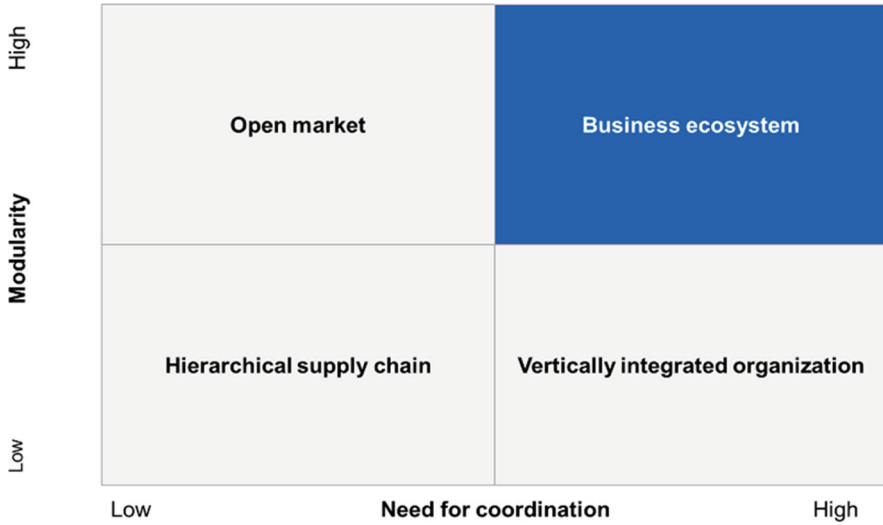 High
Open market
Business ecosystem
Modularity
Hierarchical supply chain
Vertically integrated organization
Low
Low
Need for coordination
High